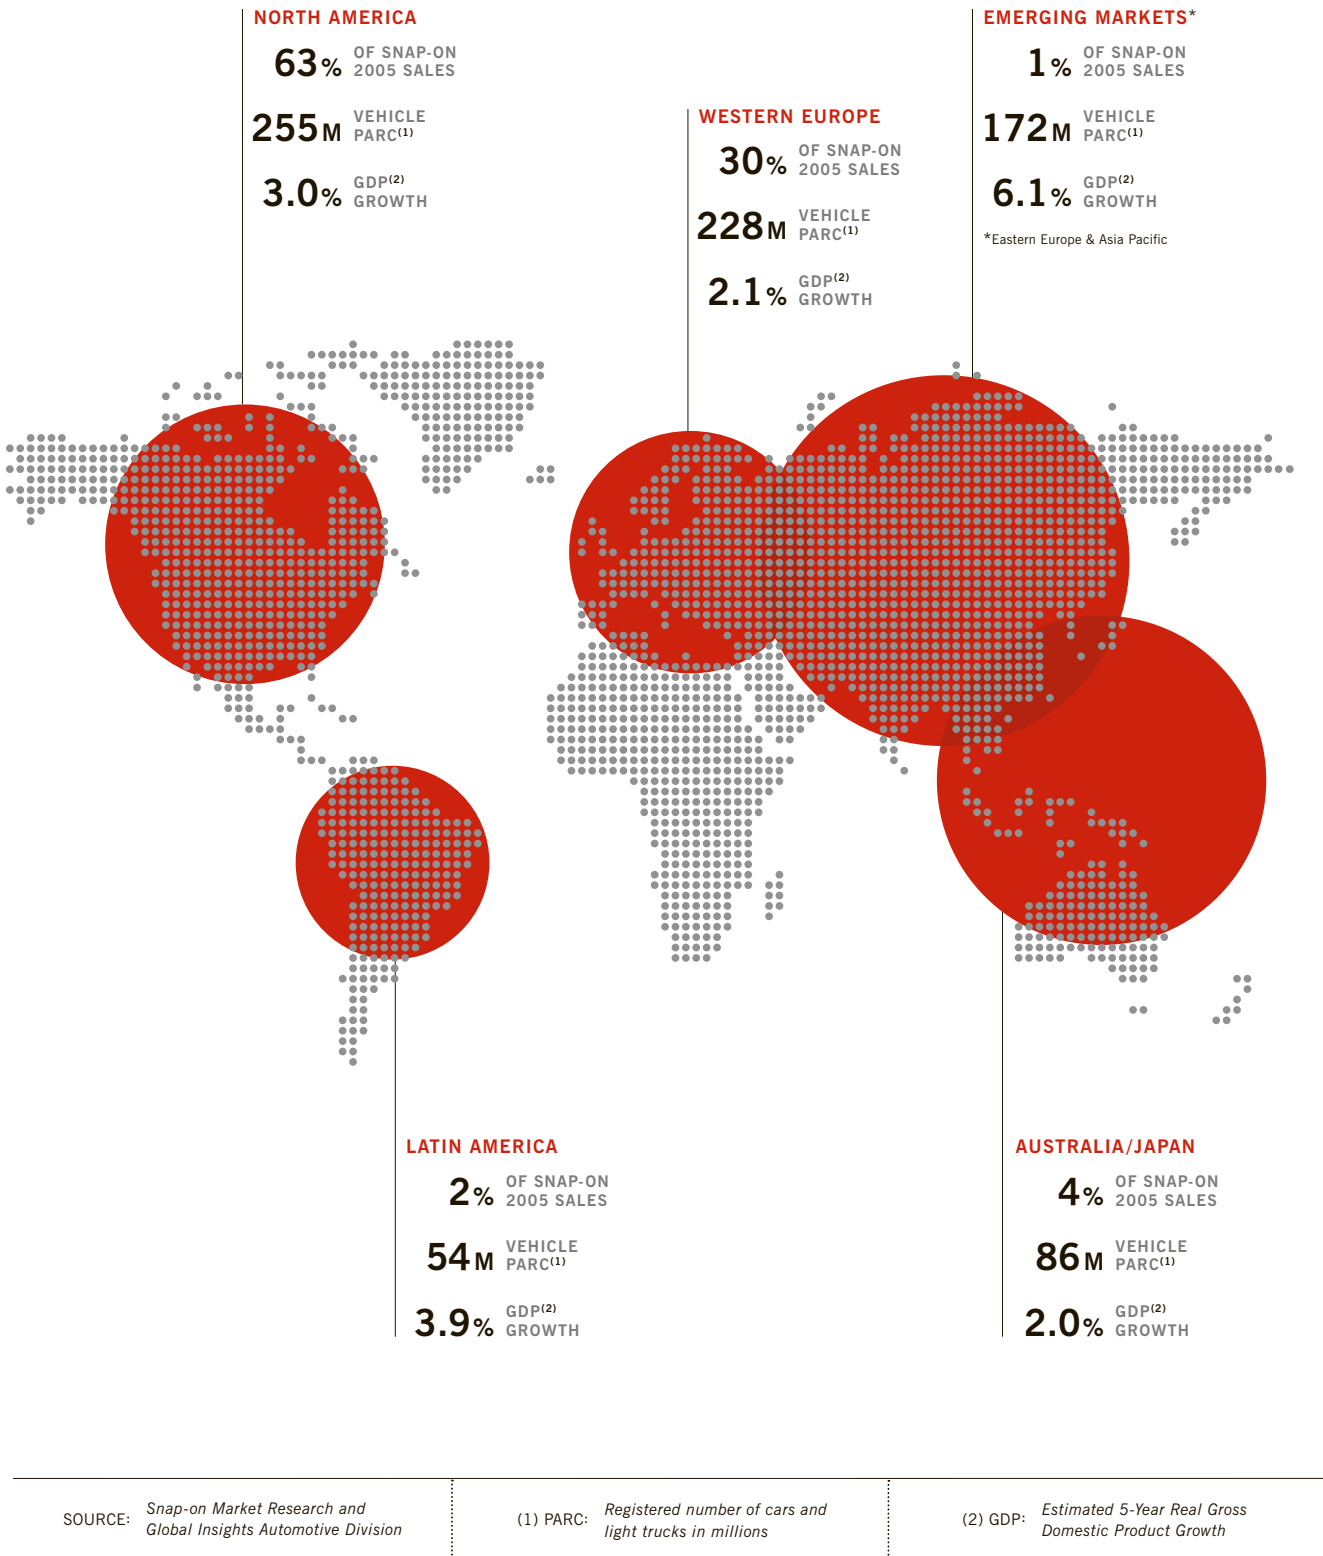 NORTH AMERICA
63% OF SNAP-ON
2005 SALES
255M VEHICLE
PARC(1)
3.0% GDP(2)
GROWTH
WESTERN EUROPE
30% OF SNAP-ON
2005 SALES
228M VEHICLE
PARC(1)
2.1% GDP(2)
GROWTH
EMERGING MARKETS*
1% OF SNAP-ON
2005 SALES
172M VEHICLE
PARC(1)
6.1% GDP(2)
GROWTH
*Eastern Europe & Asia Pacific
LATIN AMERICA
2% OF SNAP-ON
2005 SALES
54M VEHICLE
PARC(1)
3.9% GDP(2)
GROWTH
AUSTRALIA/JAPAN
4% OF SNAP-ON
2005 SALES
86M VEHICLE
PARC(1)
2.0% GDP(2)
GROWTH
SOURCE: Snap-on Market Research and
Global Insights Automotive Division
(1) PARC: Registered number of cars and
light trucks in millions
(2) GDP: Estimated 5-Year Real Gross
Domestic Product Growth